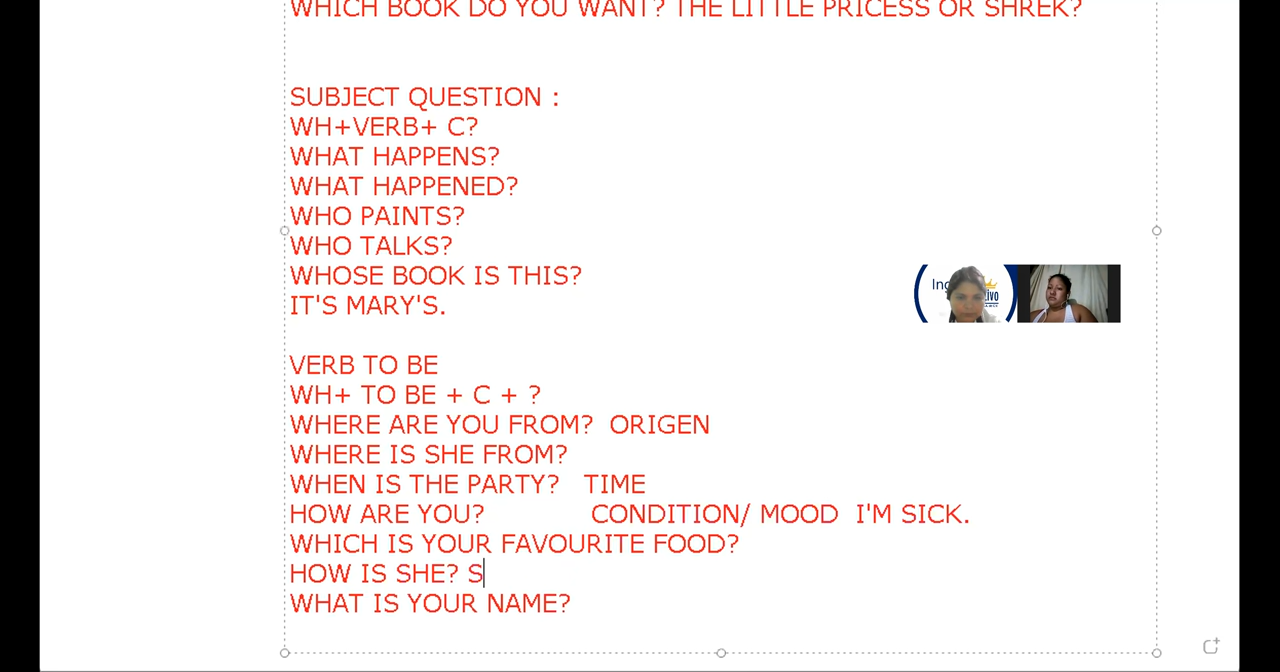 WHICH BOOK DO YOU WANT? THE LITTLE PRICESS OR SHREK?
SUBJECT QUESTION :
WH+VERB+ C?
WHAT HAPPENS?
WHAT HAPPENED?
WHO PAINTS?
WHO TALKS?
WHOSE BOOK IS THIS?
IT'S MARY'S.
VERB TO BE
WH+ TO BE + C + ?
WHERE ARE YOU FROM? ORIGEN
WHERE IS SHE FROM?
WHEN IS THE PARTY? TIME
HOW ARE YOU? CONDITION/ MOOD I'M SICK.
WHICH IS YOUR FAVOURITE FOOD?
HOW IS SHE? S
WHAT IS YOUR NAME?